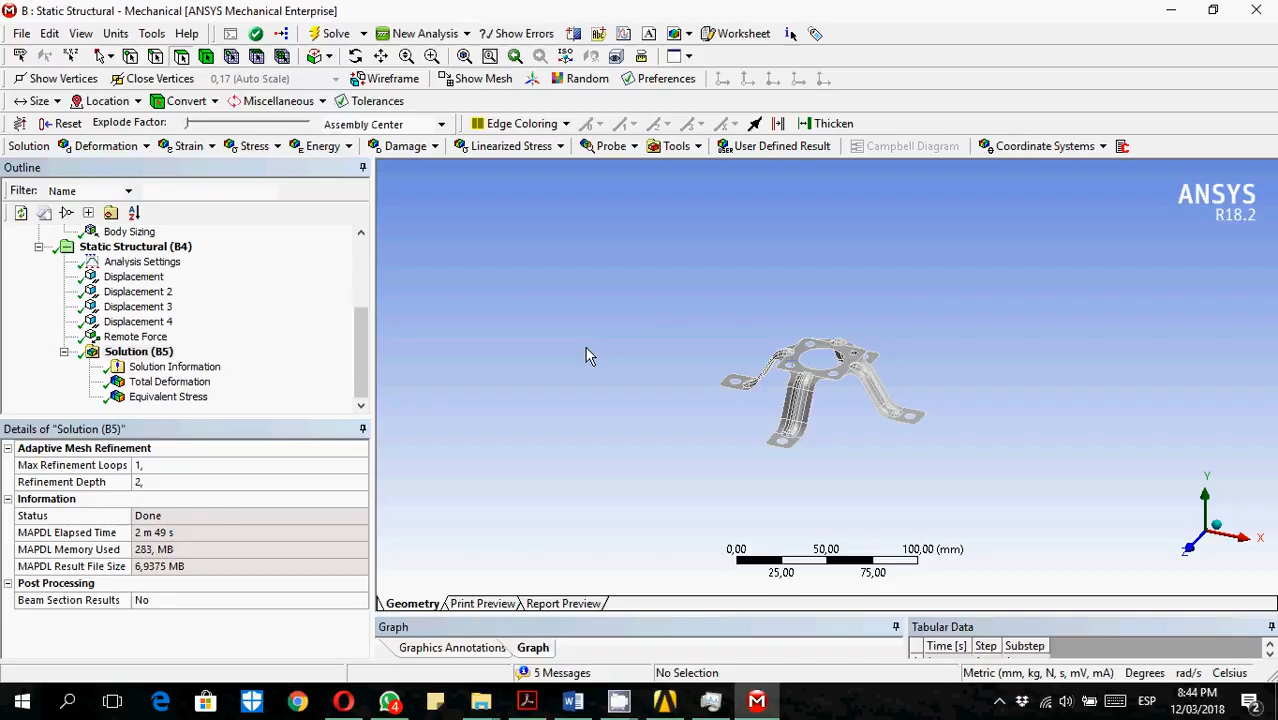 B : Static Structural - Mechanical [ANSYS Mechanical Enterprise]
File Edit View Units Tools Help Solve New Analysis ?/ Show Errors Worksheet
Show Vertices Close Vertices 0,17 (Auto Scale) Wireframe Show Mesh Random Preferences
Size Location Convert Miscellaneous Tolerances
Reset Explode Factor: Assembly Center Edge Coloring Thicken
Solution Deformation Strain Stress Energy Damage Linearized Stress Probe Tools User Defined Result Campbell Diagram Coordinate Systems
Outline
Filter: Name
Body Sizing
Static Structural (B4)
Analysis Settings
Displacement
Displacement 2
Displacement 3
Displacement 4
Remote Force
Solution (B5)
Solution Information
Total Deformation
Equivalent Stress
Details of "Solution (B5)"
Adaptive Mesh Refinement
Max Refinement Loops 1,
Refinement Depth 2,
Information
Status Done
MAPDL Elapsed Time 2 m 49 s
MAPDL Memory Used 283, MB
MAPDL Result File Size 6,9375 MB
Post Processing
Beam Section Results No
ANSYS
R18.2
Y
X
Z
0,00 50,00 100,00 (mm)
25,00 75,00
Geometry Print Preview Report Preview
Graph Tabular Data
Graphics Annotations Graph Time [s] Step Substep
5 Messages No Selection Metric (mm, kg, N, s, mV, mA) Degrees rad/s Celsius
4 ESP 8:44 PM
12/03/2018 2